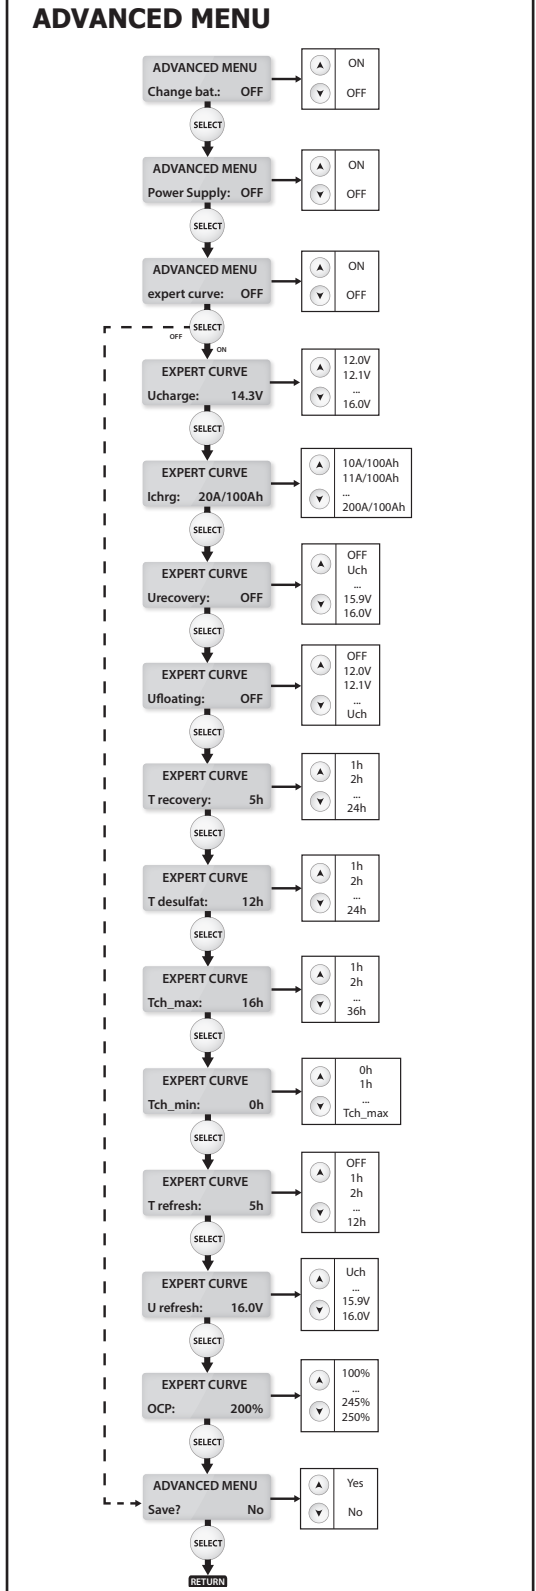 ADVANCED MENU
ADVANCED MENU
Change bat.: OFF
ON
OFF
SELECT
ADVANCED MENU
Power Supply: OFF
ON
OFF
SELECT
ADVANCED MENU
expert curve: OFF
ON
OFF
SELECT
OFF
ON
EXPERT CURVE
Ucharge: 14.3V
12.0V
12.1V
...
16.0V
SELECT
EXPERT CURVE
Ichrg: 20A/100Ah
10A/100Ah
11A/100Ah
...
200A/100Ah
SELECT
EXPERT CURVE
Urecovery: OFF
OFF
Uch
...
15.9V
16.0V
SELECT
EXPERT CURVE
Ufloating: OFF
OFF
12.0V
12.1V
...
Uch
SELECT
EXPERT CURVE
T recovery: 5h
1h
2h
...
24h
SELECT
EXPERT CURVE
T desulfat: 12h
1h
2h
...
24h
SELECT
EXPERT CURVE
Tch_max: 16h
1h
2h
...
36h
SELECT
EXPERT CURVE
Tch_min: 0h
0h
1h
...
Tch_max
SELECT
EXPERT CURVE
T refresh: 5h
OFF
1h
2h
...
12h
SELECT
EXPERT CURVE
U refresh: 16.0V
Uch
...
15.9V
16.0V
SELECT
EXPERT CURVE
OCP: 200%
100%
...
245%
250%
SELECT
ADVANCED MENU
Save? No
Yes
No
SELECT
RETURN